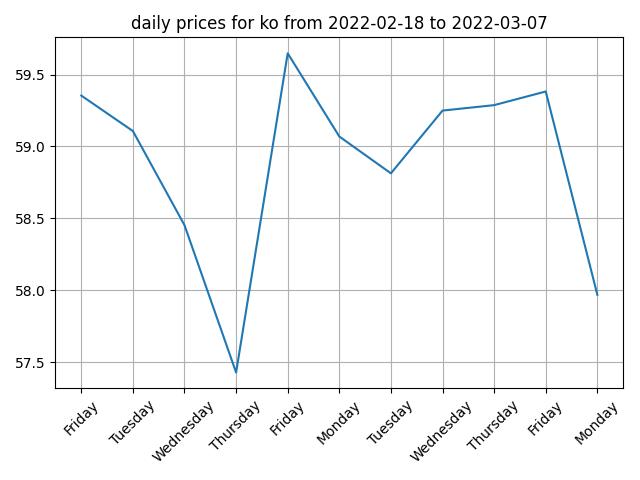 daily prices for ko from 2022-02-18 to 2022-03-07
59.5
59.0
58.5
58.0
57.5
Friday
Tuesday
Wednesday
Thursday
Friday
Monday
Tuesday
Wednesday
Thursday
Friday
Monday